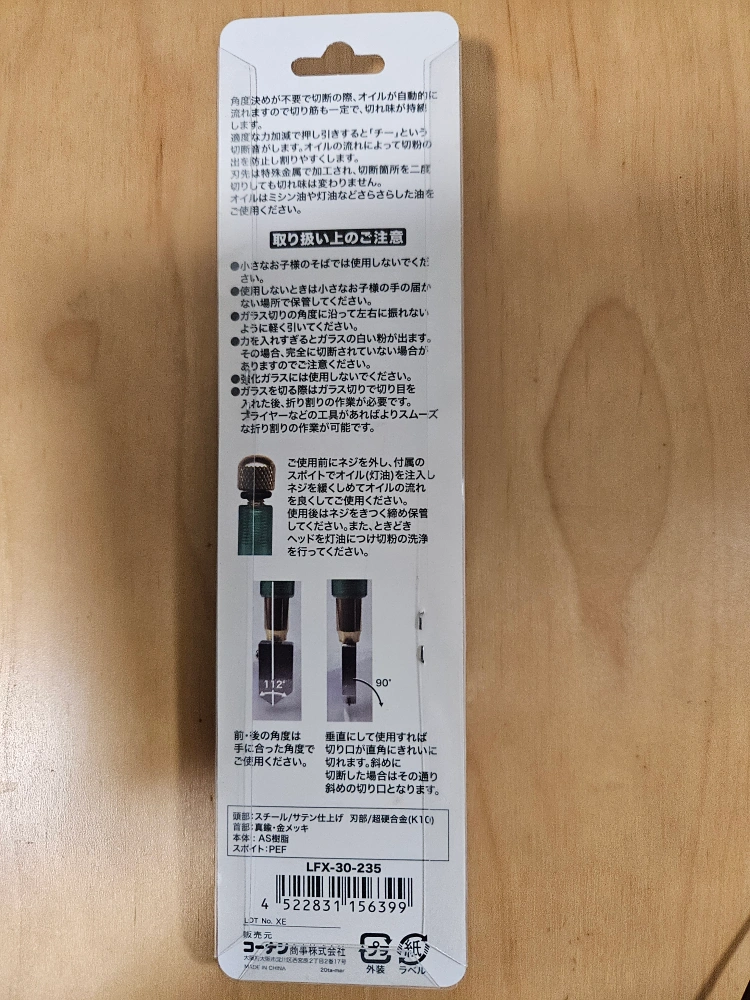 角度決めが不要で切断の際、オイルが自動的に
流れますので切り筋も一定で、切れ味が持続
します。
適度な力加減で押し引きすると「チー」という
切断音がします。オイルの流れによって切粉の
出を防止し割りやすくします。
刃先は特殊金属で加工され、切断箇所を二度
切りしても切れ味は変わりません。
オイルはミシン油や灯油などさらさらした油を
ご使用ください。
取り扱い上のご注意
●小さなお子様のそばでは使用しないでくだ
さい。
●使用しないときは小さなお子様の手の届か
ない場所で保管してください。
●ガラス切りの角度に沿って左右に振れない
ように軽く引いてください。
●力を入れすぎるとガラスの白い粉が出ます。
その場合、完全に切断されていない場合が
ありますのでご注意ください。
●強化ガラスには使用しないでください。
●ガラスを切る際はガラス切りで切り目を
入れた後、折り割りの作業が必要です。
プライヤーなどの工具があればよりスムーズ
な折り割りの作業が可能です。
ご使用前にネジを外し、付属の
スポイトでオイル(灯油)を注入し
ネジを緩くしめてオイルの流れ
を良くしてご使用ください。
使用後はネジをきつく締め保管
してください。また、ときどき
ヘッドを灯油につけ切粉の洗浄
を行ってください。
112°
90°
前・後の角度は
手に合った角度で
ご使用ください。
垂直にして使用すれば
切り口が直角にきれいに
切れます。斜めに
切断した場合はその通り
斜めの切り口となります。
頭部:スチール/サテン仕上げ 刃部/超硬合金(K10)
首部:真鍮・金メッキ
本体:AS樹脂
スポイト:PEF
LFX-30-235
4 522831 156399
LOT No. XE
販売元
コーナン商事株式会社
大阪府大阪市淀川区西宮原2丁目2番17号
MADE IN CHINA 20ta-mar
プラ
外装
紙
ラベル